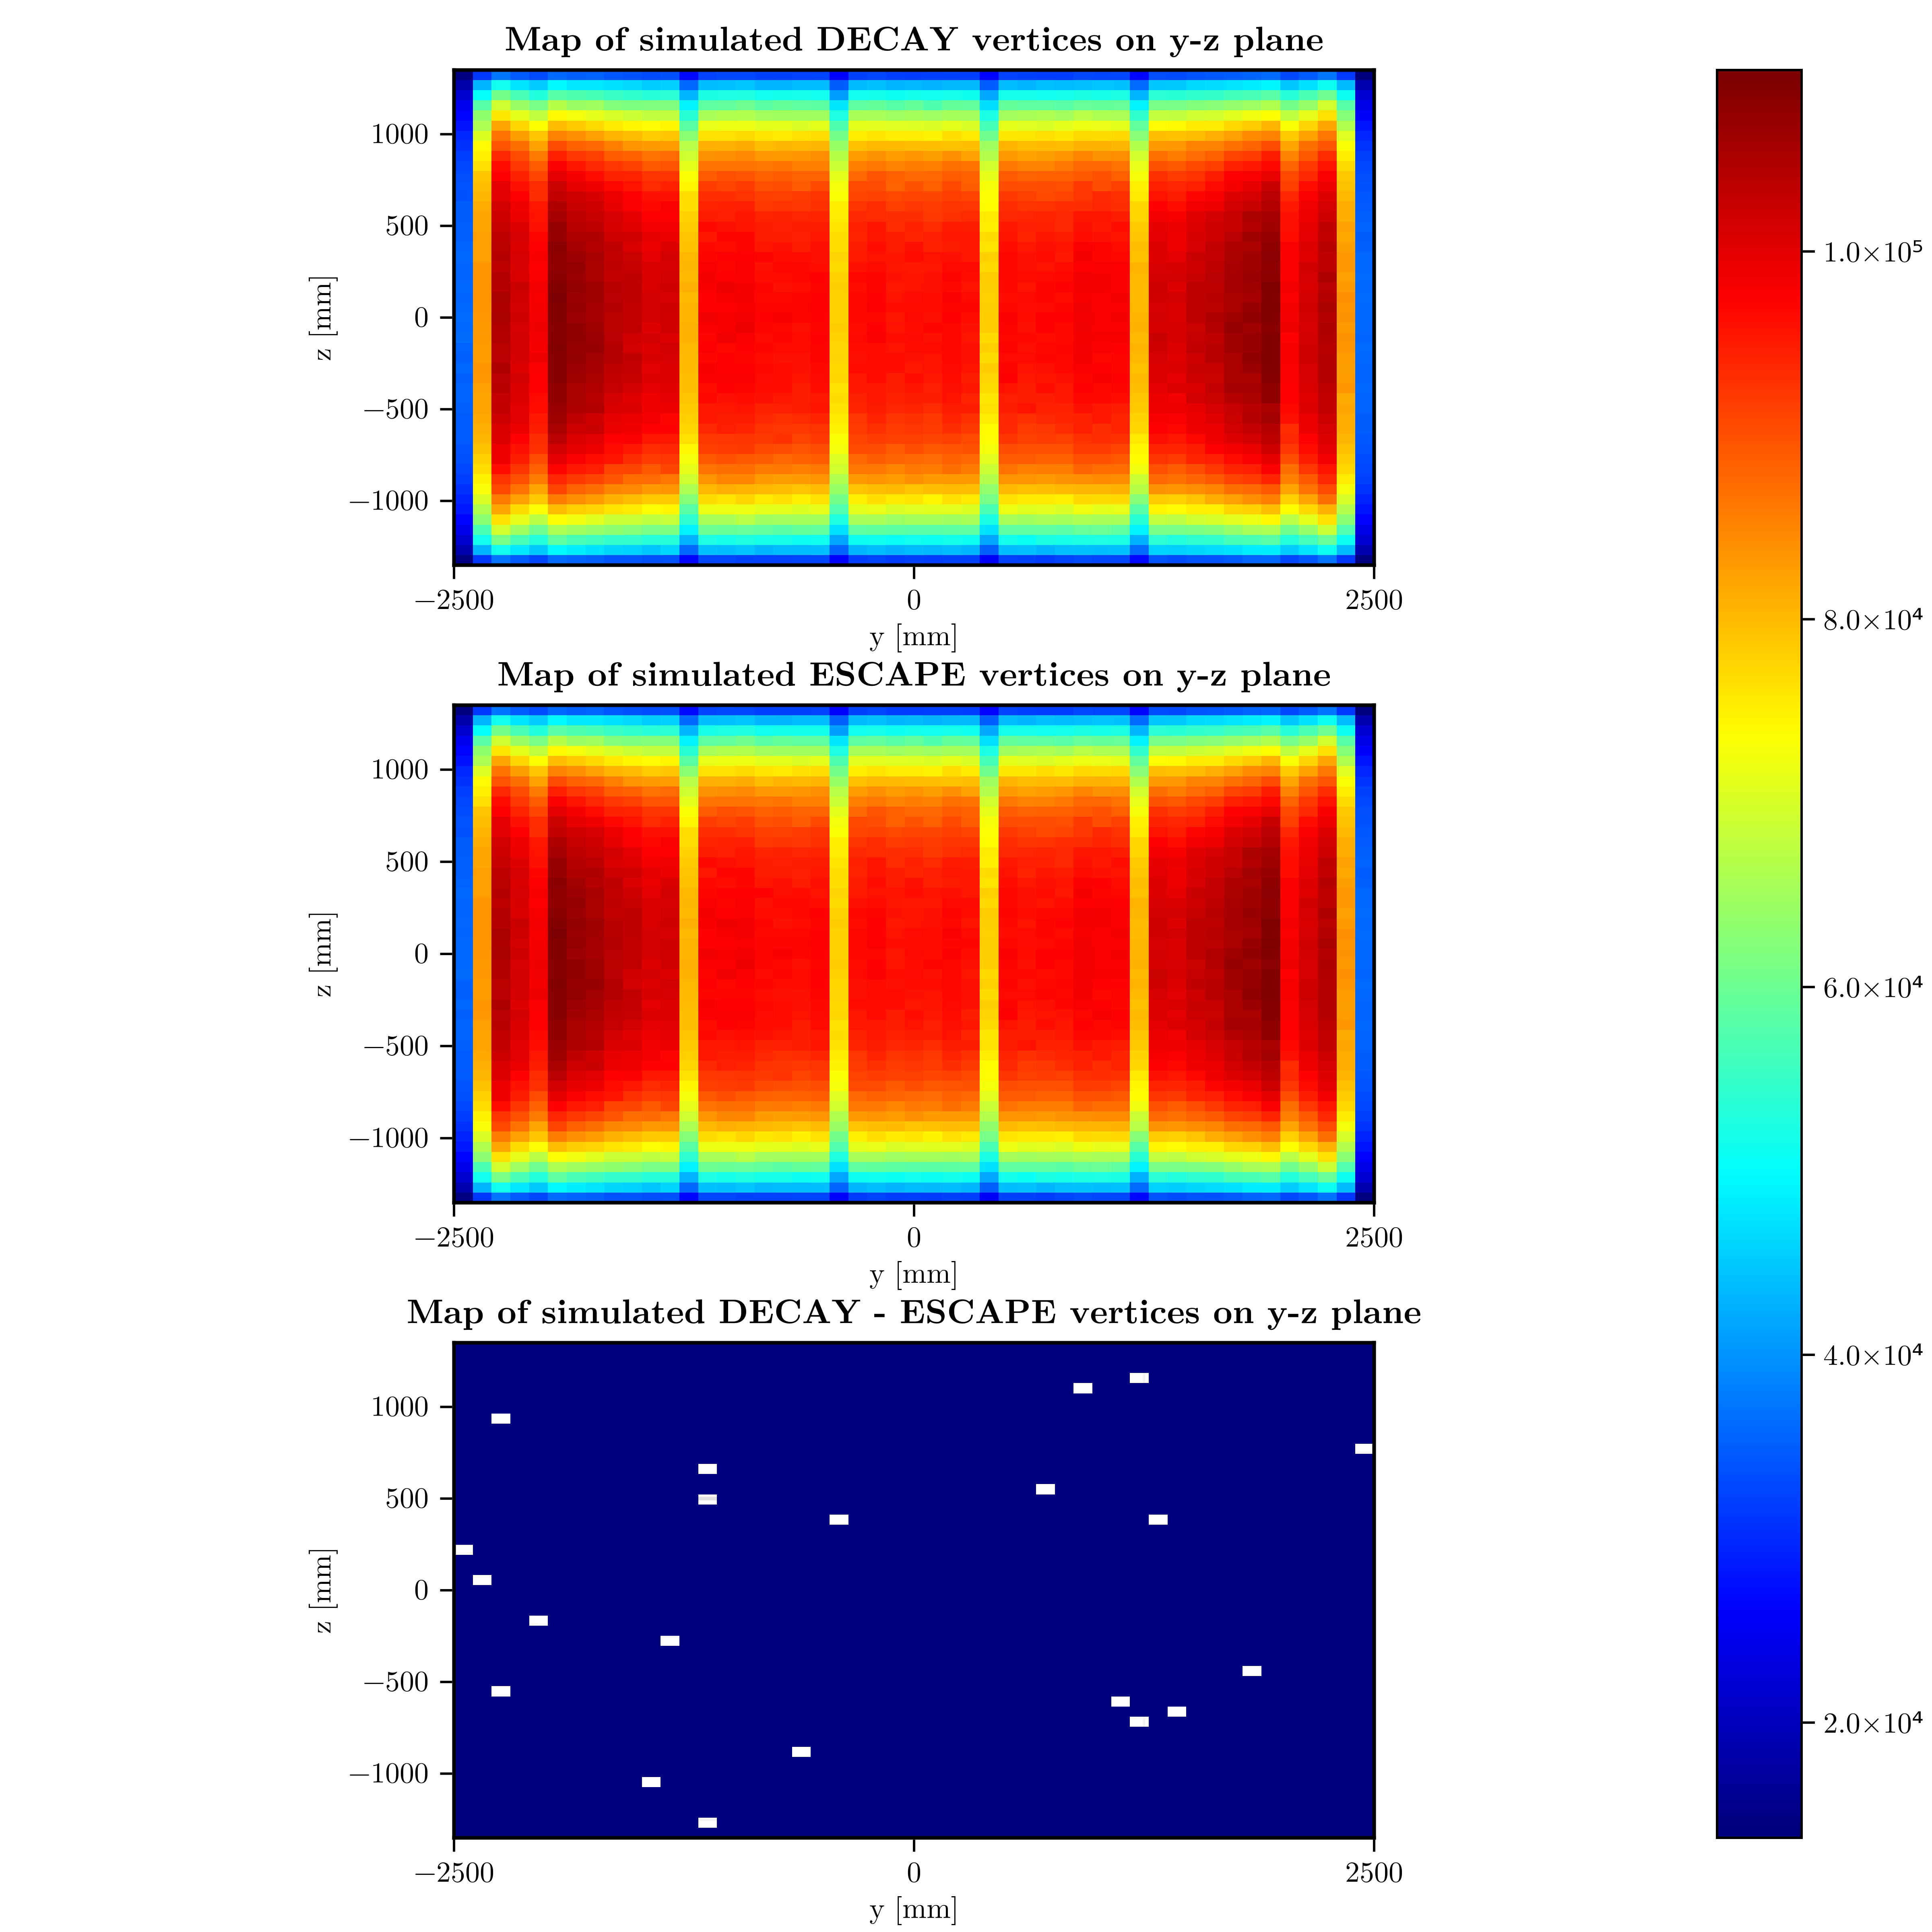 Map of simulated DECAY vertices on y-z plane
1000
500
0
−500
−1000
z [mm]
−2500 0 2500
y [mm]
Map of simulated ESCAPE vertices on y-z plane
1000
500
0
−500
−1000
z [mm]
−2500 0 2500
y [mm]
Map of simulated DECAY - ESCAPE vertices on y-z plane
1000
500
0
−500
−1000
z [mm]
−2500 0 2500
y [mm]
1.0×10⁵
8.0×10⁴
6.0×10⁴
4.0×10⁴
2.0×10⁴